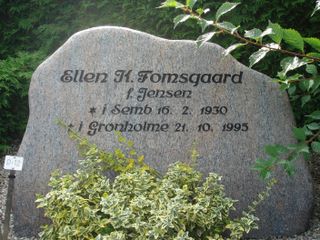 Ellen K. Fomsgaard
f. Jensen
* i Semb 16. 2. 1930
+ i Grønholme 21. 10. 1995